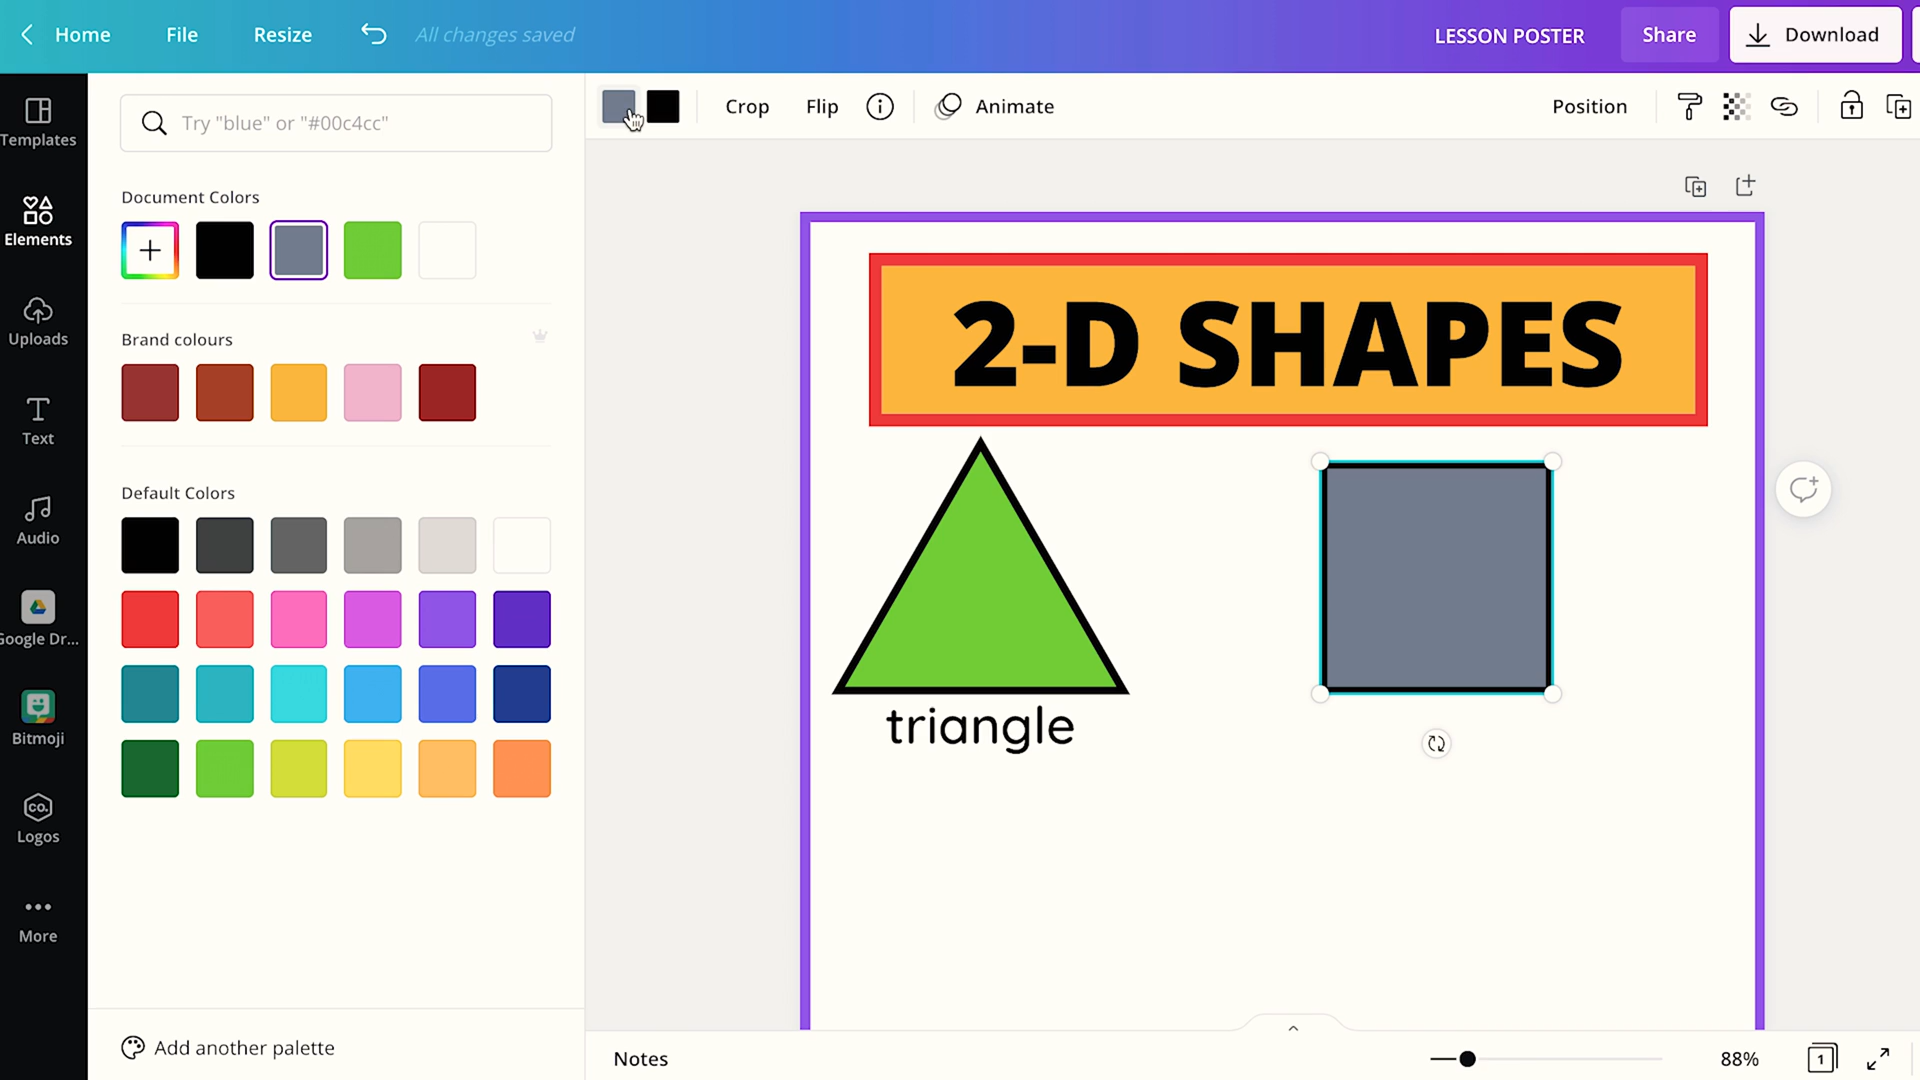 Home File Resize All changes saved LESSON POSTER Share Download
Templates
Elements
Uploads
Text
Audio
Google Dr...
Bitmoji
CO.
Logos
More
Try "blue" or "#00c4cc"
Document Colors
Brand colours
Default Colors
Add another palette
Crop Flip Animate Position
2-D SHAPES
triangle
Notes 88% 1